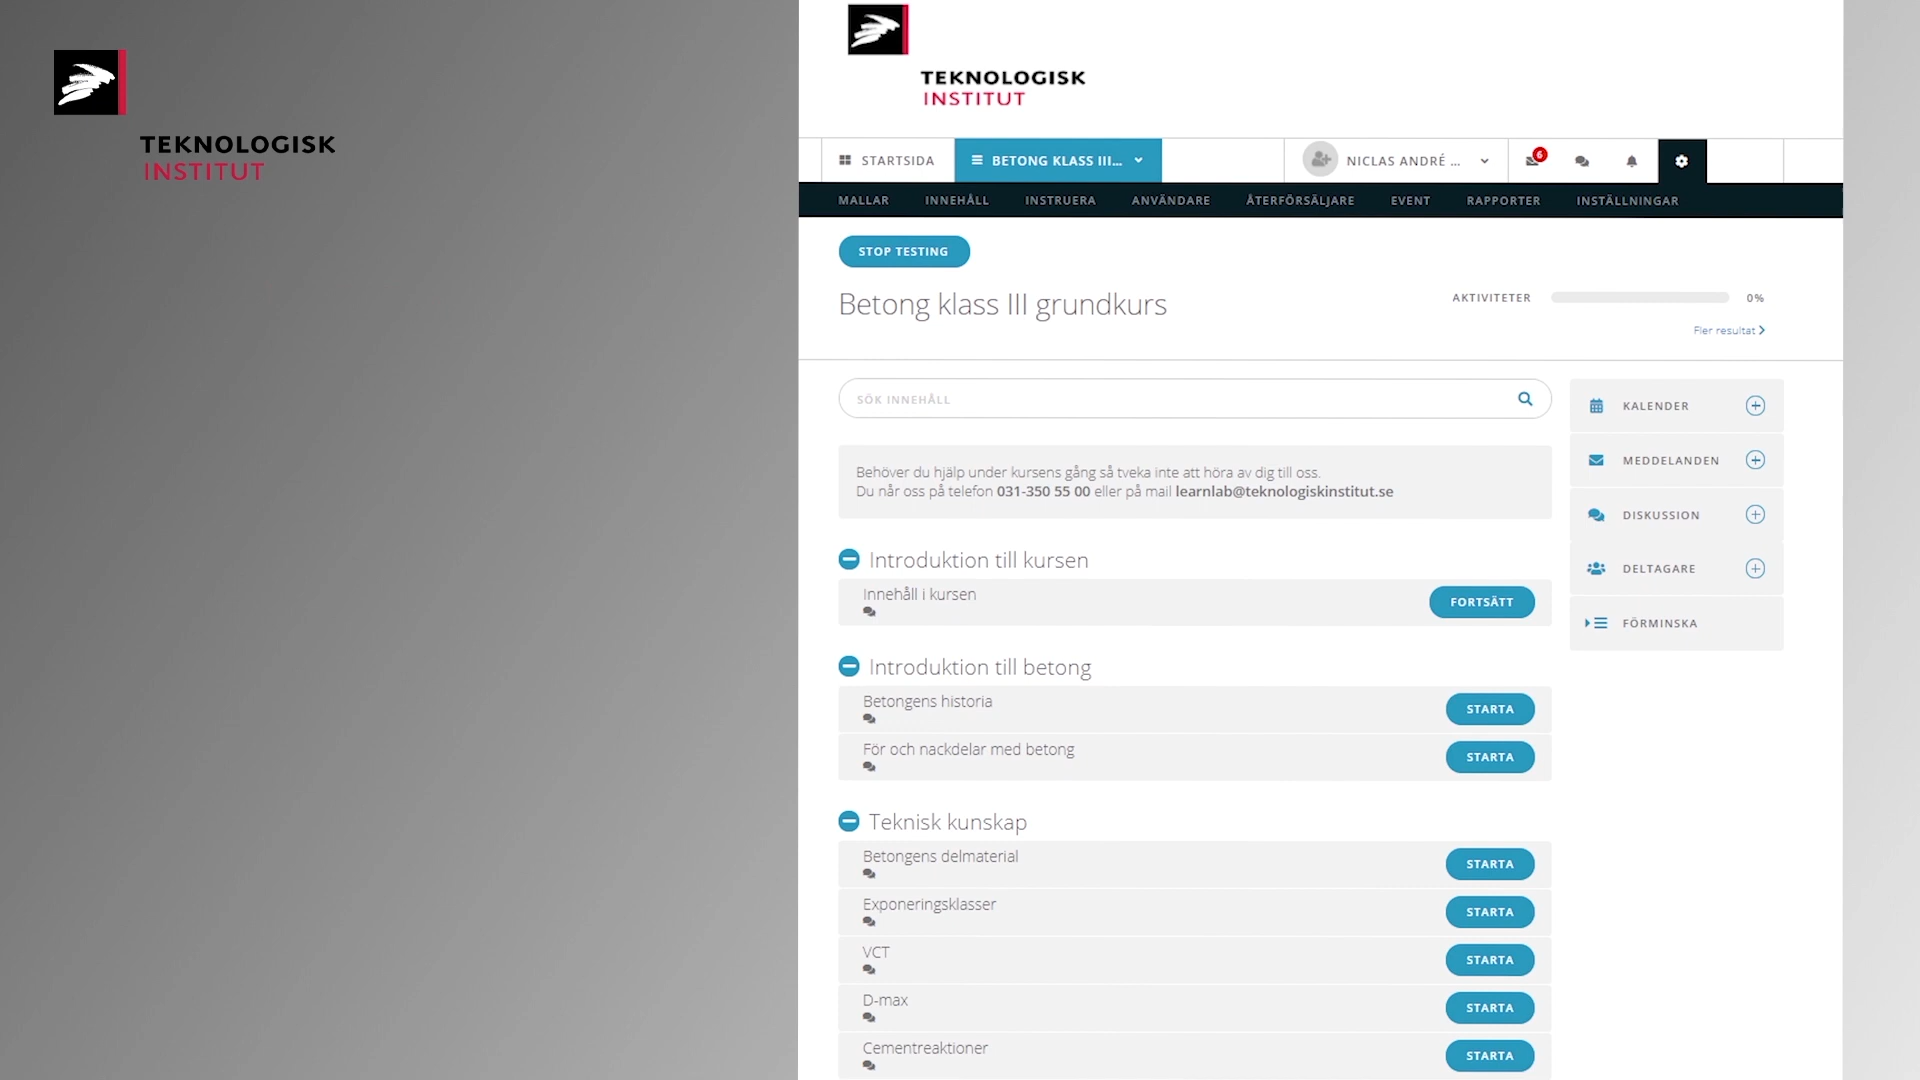 TEKNOLOGISK
INSTITUT
TEKNOLOGISK
INSTITUT
STARTSIDA
BETONG KLASS III...
NICLAS ANDRÉ ...
6
MALLAR
INNEHÅLL
INSTRUERA
ANVÄNDARE
ÅTERFÖRSÄLJARE
EVENT
RAPPORTER
INSTÄLLNINGAR
STOP TESTING
Betong klass III grundkurs
AKTIVITETER
0%
Fler resultat
SÖK INNEHÅLL
Behöver du hjälp under kursens gång så tveka inte att höra av dig till oss.
Du når oss på telefon 031-350 55 00 eller på mail learnlab@teknologiskinstitut.se
KALENDER
MEDDELANDEN
DISKUSSION
DELTAGARE
FÖRMINSKA
Introduktion till kursen
Innehåll i kursen
FORTSÄTT
Introduktion till betong
Betongens historia
STARTA
För och nackdelar med betong
STARTA
Teknisk kunskap
Betongens delmaterial
STARTA
Exponeringsklasser
STARTA
VCT
STARTA
D-max
STARTA
Cementreaktioner
STARTA